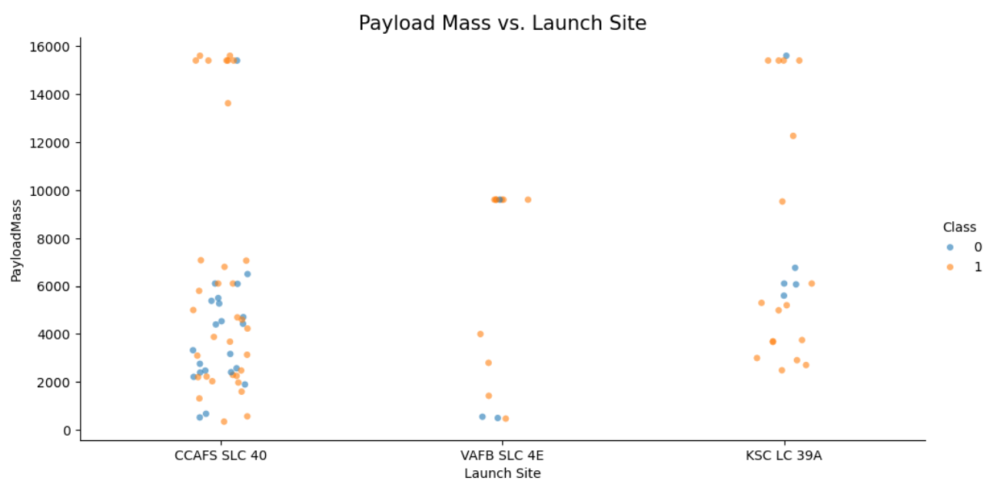 Payload Mass vs. Launch Site
16000
14000
12000
10000
8000
6000
4000
2000
0
PayloadMass
CCAFS SLC 40
VAFB SLC 4E
KSC LC 39A
Launch Site
Class
0
1